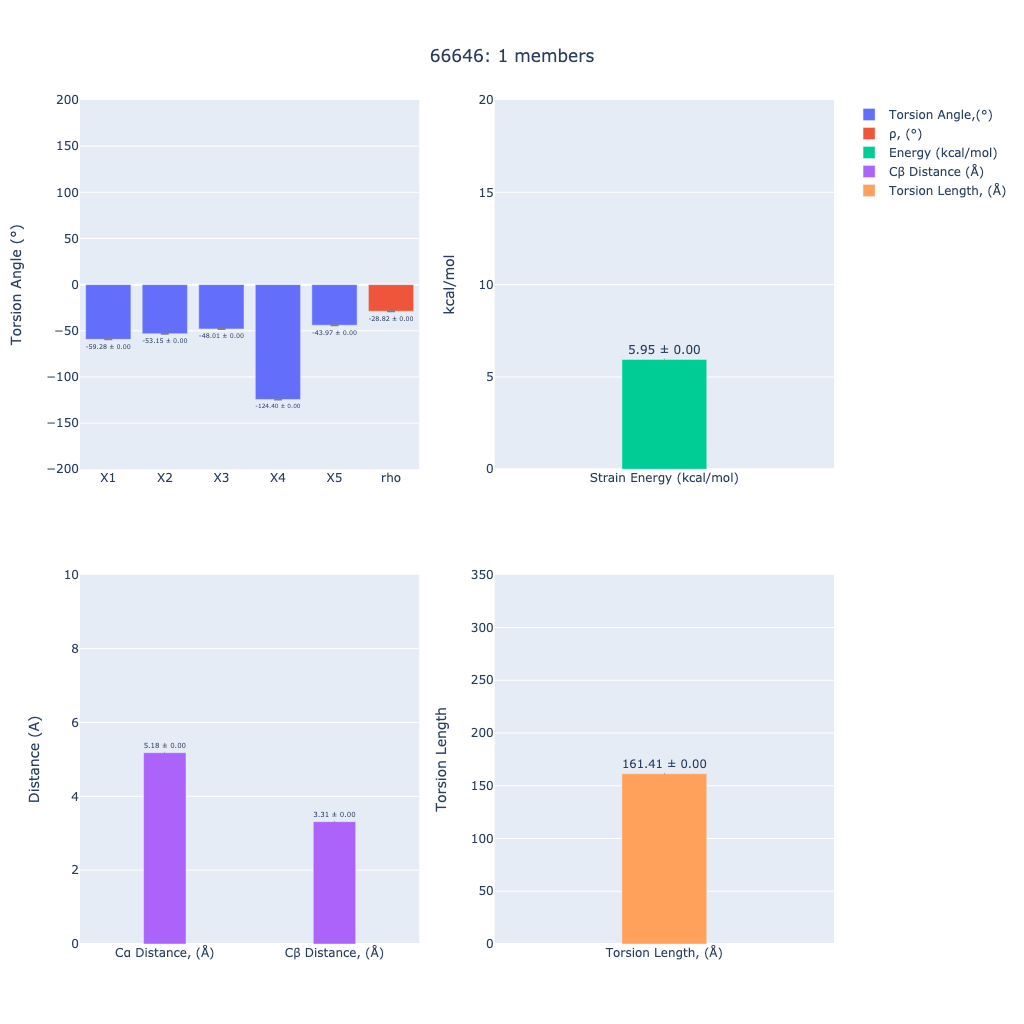 66646: 1 members
Torsion Angle (°)
200
150
100
50
0
−50
−100
−150
−200
-59.28 ± 0.00
-53.15 ± 0.00
-48.01 ± 0.00
-124.40 ± 0.00
-43.97 ± 0.00
-28.82 ± 0.00
X1 X2 X3 X4 X5 rho
kcal/mol
20
15
10
5
0
5.95 ± 0.00
Strain Energy (kcal/mol)
Torsion Angle,(°)
ρ, (°)
Energy (kcal/mol)
Cβ Distance (Å)
Torsion Length, (Å)
Distance (A)
10
8
6
4
2
0
5.18 ± 0.00
3.31 ± 0.00
Cα Distance, (Å) Cβ Distance, (Å)
Torsion Length
350
300
250
200
150
100
50
0
161.41 ± 0.00
Torsion Length, (Å)